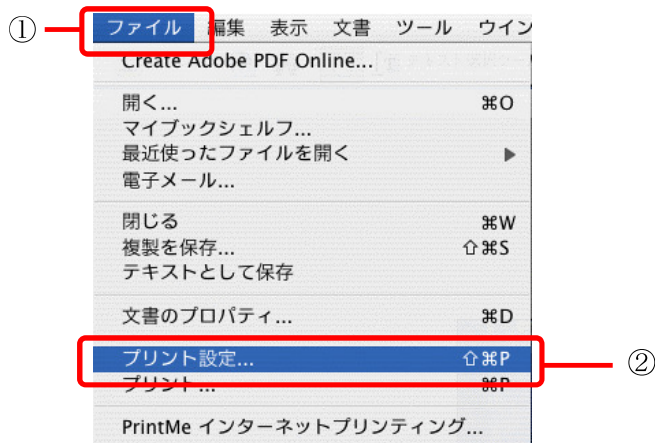 ① ファイル 編集 表示 文書 ツール ウイン
Create Adobe PDF Online...
開く... ⌘O
マイブックシェルフ...
最近使ったファイルを開く ▶
電子メール...
閉じる ⌘W
複製を保存... ⇧⌘S
テキストとして保存
文書のプロパティ... ⌘D
プリント設定... ⇧⌘P ②
プリント... ⌘P
PrintMe インターネットプリンティング...